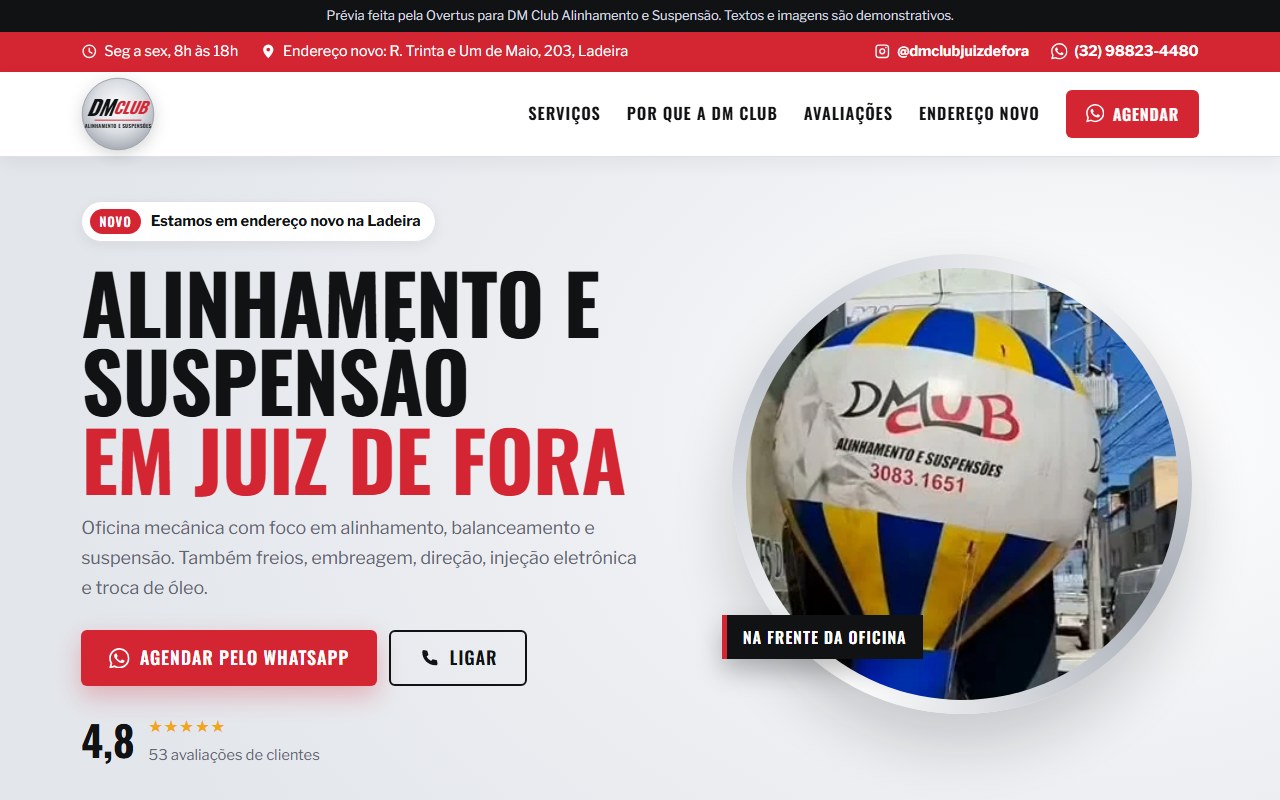 Prévia feita pela Overtus para DM Club Alinhamento e Suspensão. Textos e imagens são demonstrativos.
Seg a sex, 8h às 18h
Endereço novo: R. Trinta e Um de Maio, 203, Ladeira
@dmclubjuizdefora
(32) 98823-4480
DMCLUB
ALINHAMENTO E SUSPENSÕES
SERVIÇOS
POR QUE A DM CLUB
AVALIAÇÕES
ENDEREÇO NOVO
AGENDAR
NOVO
Estamos em endereço novo na Ladeira
ALINHAMENTO E
SUSPENSÃO
EM JUIZ DE FORA
Oficina mecânica com foco em alinhamento, balanceamento e
suspensão. Também freios, embreagem, direção, injeção eletrônica
e troca de óleo.
AGENDAR PELO WHATSAPP
LIGAR
4,8
★★★★★
53 avaliações de clientes
DMCLUB
ALINHAMENTO E SUSPENSÕES
3083.1651
NA FRENTE DA OFICINA